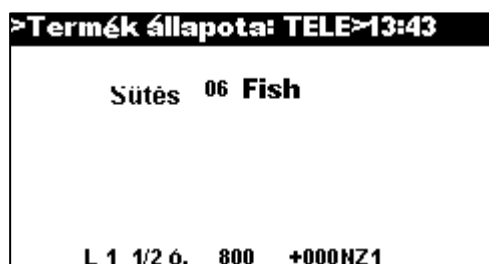 >Termék állapota: TELE>13:43
Sütés 06 Fish
L 1 1/2 ó. 800 +000NZ1